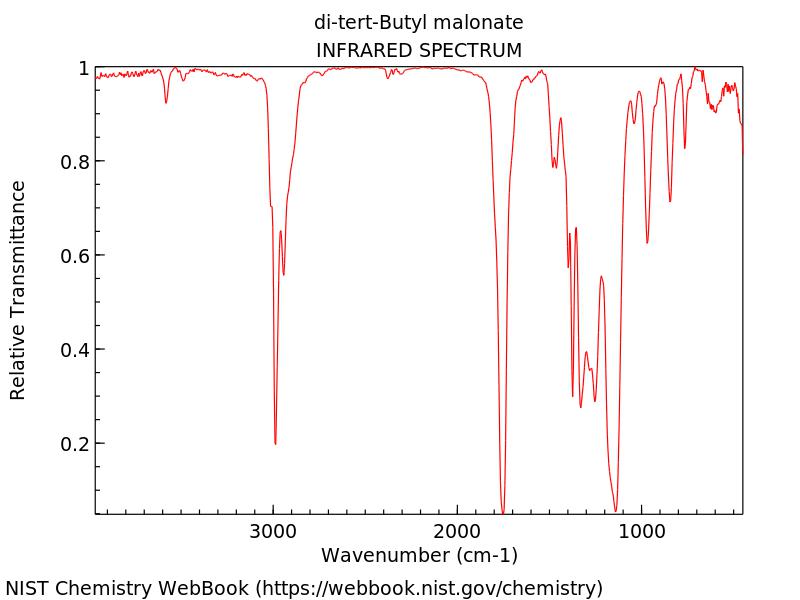 di-tert-Butyl malonate
INFRARED SPECTRUM
1
0.8
0.6
0.4
0.2
Relative Transmittance
3000 2000 1000
Wavenumber (cm-1)
NIST Chemistry WebBook (https://webbook.nist.gov/chemistry)